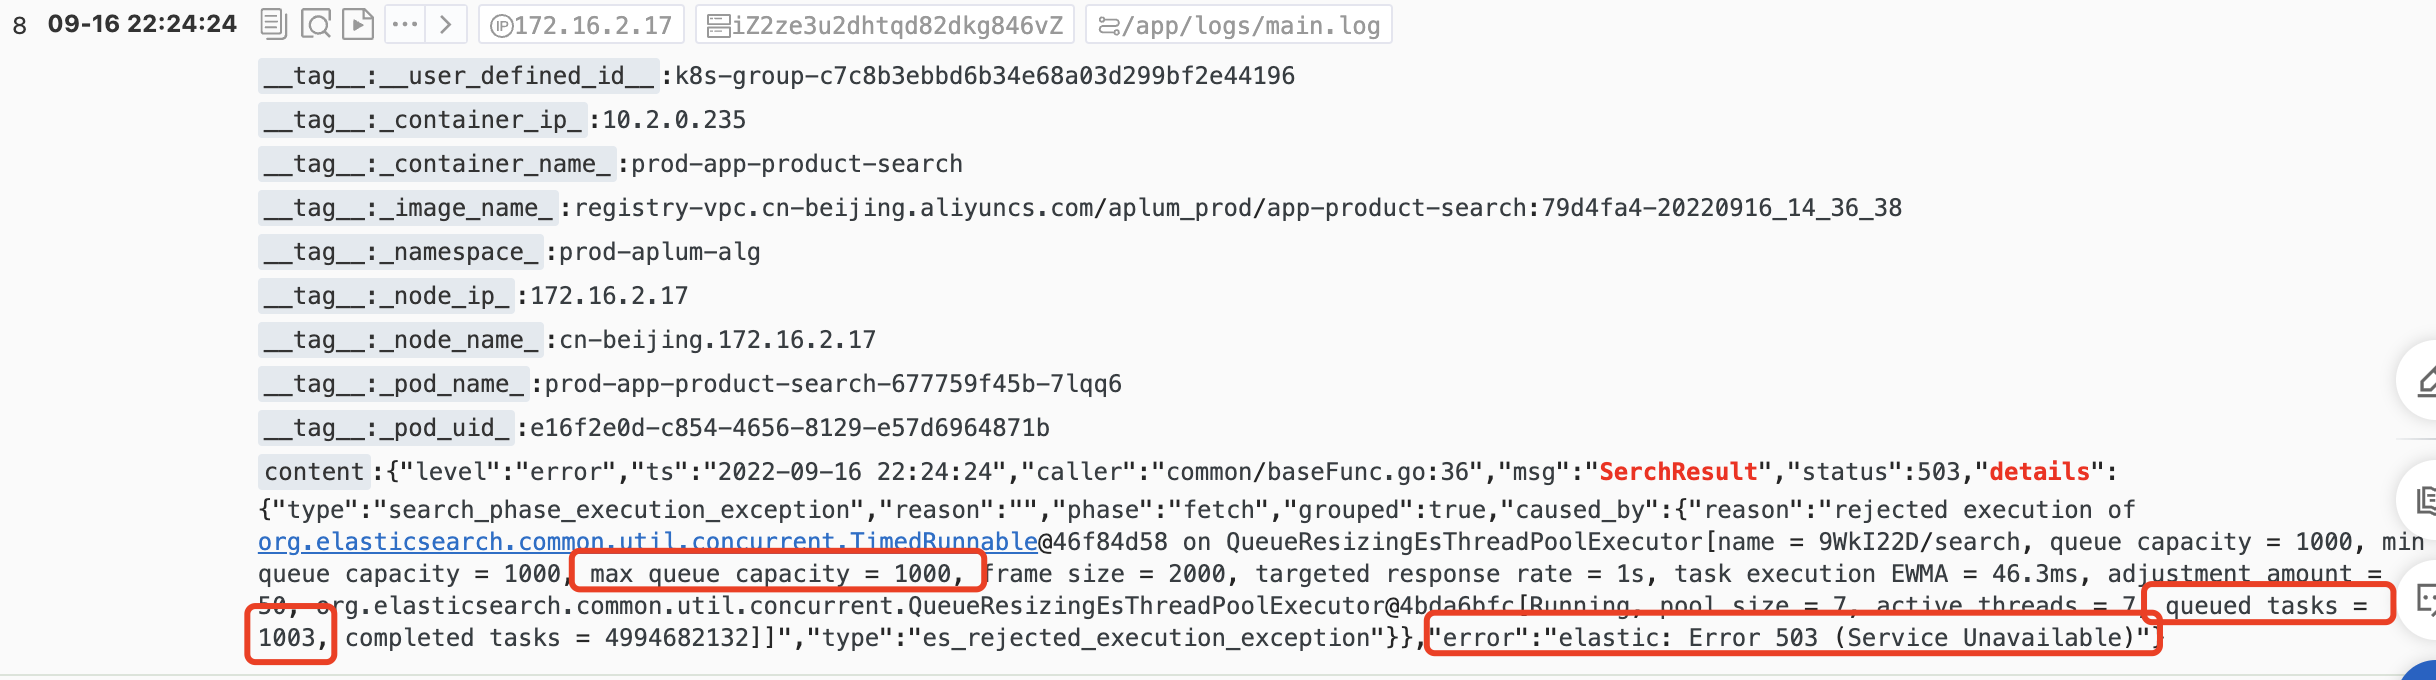 8 09-16 22:24:24 ··· > IP 172.16.2.17 iZ2ze3u2dhtqd82dkg846vZ /app/logs/main.log
__tag__:__user_defined_id__ :k8s-group-c7c8b3ebbd6b34e68a03d299bf2e44196
__tag__:_container_ip_ :10.2.0.235
__tag__:_container_name_ :prod-app-product-search
__tag__:_image_name_ :registry-vpc.cn-beijing.aliyuncs.com/aplum_prod/app-product-search:79d4fa4-20220916_14_36_38
__tag__:_namespace_ :prod-aplum-alg
__tag__:_node_ip_ :172.16.2.17
__tag__:_node_name_ :cn-beijing.172.16.2.17
__tag__:_pod_name_ :prod-app-product-search-677759f45b-7lqq6
__tag__:_pod_uid_ :e16f2e0d-c854-4656-8129-e57d6964871b
content :{"level":"error","ts":"2022-09-16 22:24:24","caller":"common/baseFunc.go:36","msg":"SerchResult","status":503,"details":
{"type":"search_phase_execution_exception","reason":"","phase":"fetch","grouped":true,"caused_by":{"reason":"rejected execution of
org.elasticsearch.common.util.concurrent.TimedRunnable@46f84d58 on QueueResizingEsThreadPoolExecutor[name = 9WkI22D/search, queue capacity = 1000, min
queue capacity = 1000, max queue capacity = 1000, frame size = 2000, targeted response rate = 1s, task execution EWMA = 46.3ms, adjustment amount =
50, org.elasticsearch.common.util.concurrent.QueueResizingEsThreadPoolExecutor@4bda6bfc[Running, pool size = 7, active threads = 7, queued tasks =
1003, completed tasks = 4994682132]]","type":"es_rejected_execution_exception"}},"error":"elastic: Error 503 (Service Unavailable)"}